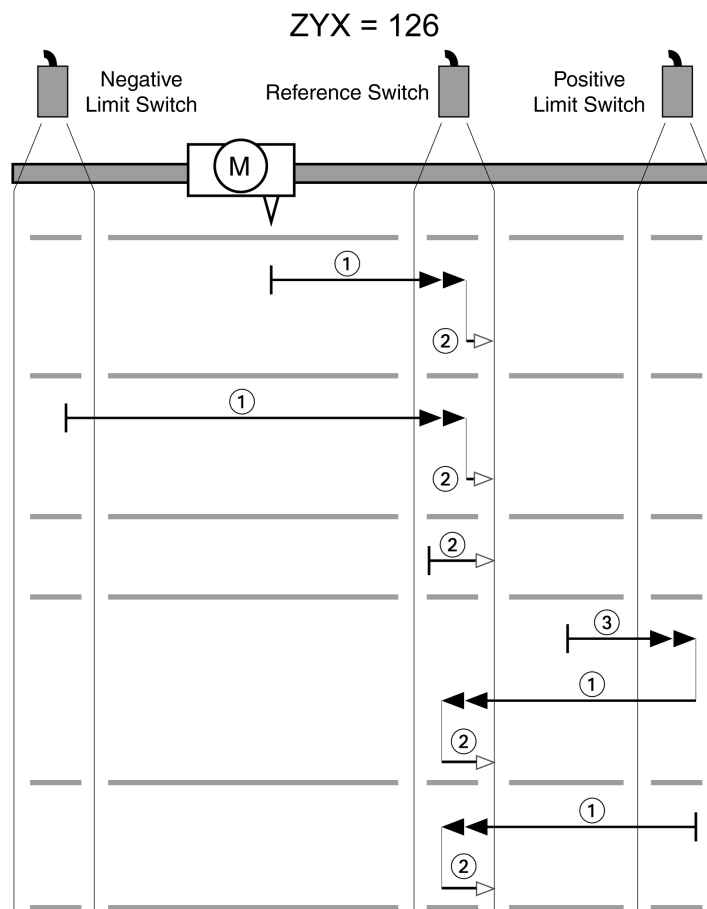 ZYX = 126
Negative
Limit Switch
Reference Switch
Positive
Limit Switch
M
1
2
1
2
2
3
1
2
1
2